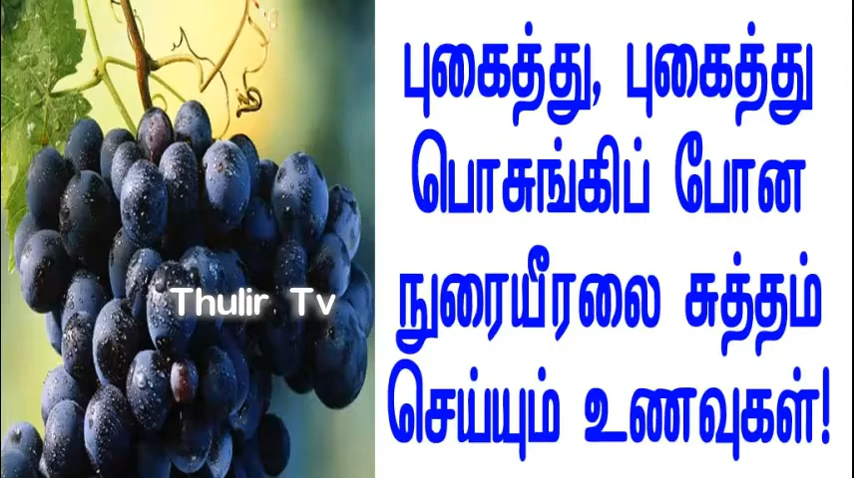 Thulir Tv
புகைத்து, புகைத்து
பொசுங்கிப் போன
நுரையீரலை சுத்தம்
செய்யும் உணவுகள்!